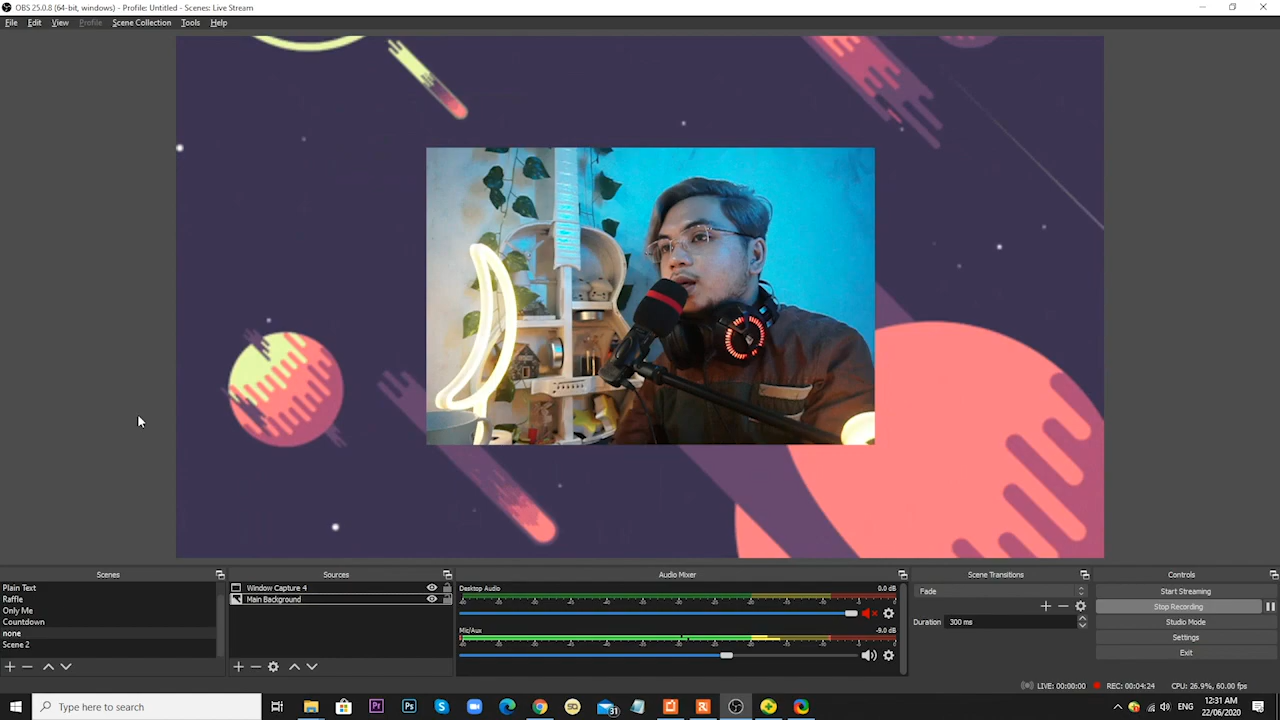 OBS 25.0.8 (64-bit, windows) - Profile: Untitled - Scenes: Live Stream
File Edit View Profile Scene Collection Tools Help
Scenes
Sources
Audio Mixer
Scene Transitions
Controls
Plain Text
Raffle
Only Me
Countdown
none
Scene 2
Window Capture 4
Main Background
Desktop Audio 0.0 dB
Mic/Aux -9.0 dB
Fade
Duration 300 ms
Start Streaming
Stop Recording
Studio Mode
Settings
Exit
LIVE: 00:00:00 REC: 00:04:24 CPU: 26.9%, 60.00 fps
Type here to search
Pr
Ps
31
ENG
12:31 AM
22/06/2020